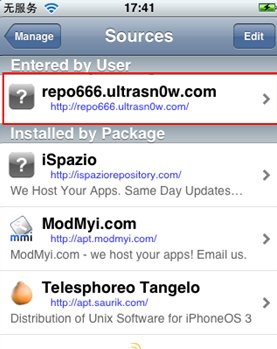 无服务 17:41
Manage Sources Edit
Entered by User
repo666.ultrasn0w.com
http://repo666.ultrasn0w.com/
Installed by Package
iSpazio
http://ispaziorepository.com/
We Host Your Apps. Same Day Updates…
mmi
ModMyi.com
http://apt.modmyi.com/
ModMyi.com - we host your apps! Email us.
Telesphoreo Tangelo
http://apt.saurik.com/
Distribution of Unix Software for iPhoneOS 3